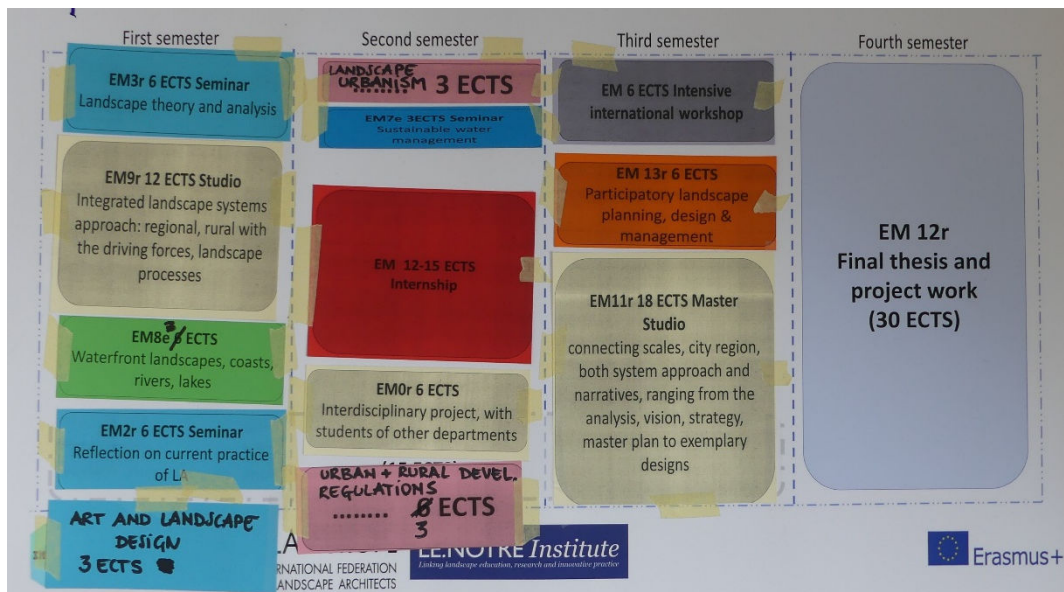 First semester
EM3r 6 ECTS Seminar
Landscape theory and analysis
EM9r 12 ECTS Studio
Integrated landscape systems
approach: regional, rural with
the driving forces, landscape
processes
EM8e 3 ECTS
Waterfront landscapes, coasts,
rivers, lakes
EM2r 6 ECTS Seminar
Reflection on current practice
of LA
ART AND LANDSCAPE
DESIGN
3 ECTS
Second semester
LANDSCAPE
URBANISM 3 ECTS
EM7e 3ECTS Seminar
Sustainable water
management
EM 12-15 ECTS
Internship
EM0r 6 ECTS
Interdisciplinary project, with
students of other departments
URBAN + RURAL DEVEL.
REGULATIONS
........ 6 ECTS
3
Third semester
EM 6 ECTS Intensive
international workshop
EM 13r 6 ECTS
Participatory landscape
planning, design &
management
EM11r 18 ECTS Master
Studio
connecting scales, city region,
both system approach and
narratives, ranging from the
analysis, vision, strategy,
master plan to exemplary
designs
Fourth semester
EM 12r
Final thesis and
project work
(30 ECTS)
RNATIONAL FEDERATION
ANDSCAPE ARCHITECTS
LE:NOTRE Institute
Linking landscape education, research and innovative practice
Erasmus+